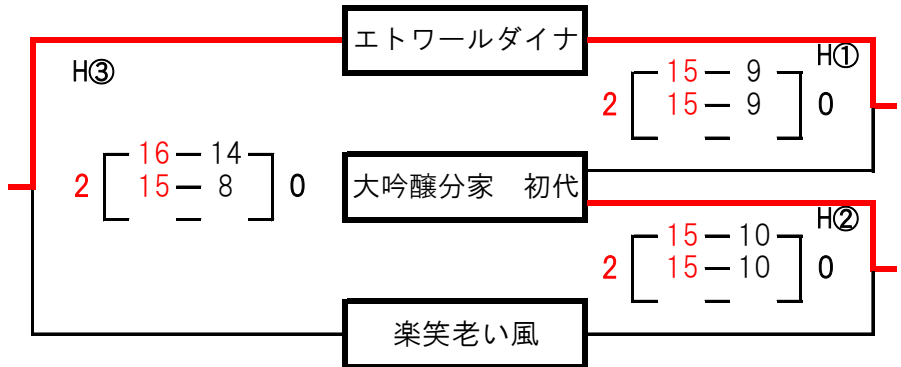 エトワールダイナ
H③
H①
2 15 ― 9 0
15 ― 9
―
16 ― 14
2 15 ― 8 0
―
大吟醸分家　初代
H②
15 ― 10
2 15 ― 10 0
―
楽笑老い風